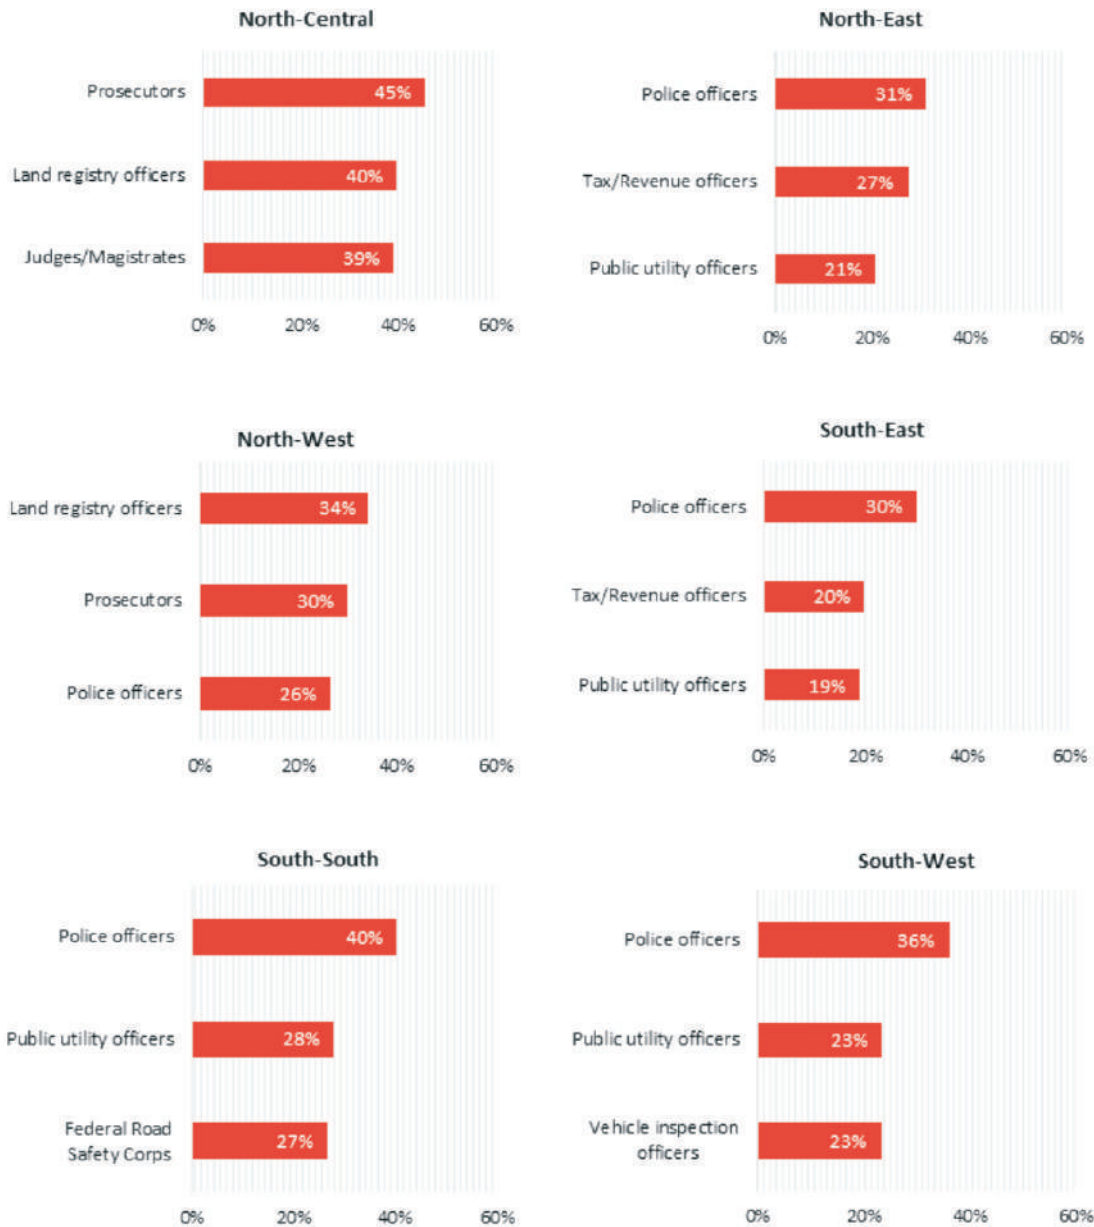 North-Central
Prosecutors 45%
Land registry officers 40%
Judges/Magistrates 39%
0% 20% 40% 60%
North-East
Police officers 31%
Tax/Revenue officers 27%
Public utility officers 21%
0% 20% 40% 60%
North-West
Land registry officers 34%
Prosecutors 30%
Police officers 26%
0% 20% 40% 60%
South-East
Police officers 30%
Tax/Revenue officers 20%
Public utility officers 19%
0% 20% 40% 60%
South-South
Police officers 40%
Public utility officers 28%
Federal Road
Safety Corps 27%
0% 20% 40% 60%
South-West
Police officers 36%
Public utility officers 23%
Vehicle inspection
officers 23%
0% 20% 40% 60%